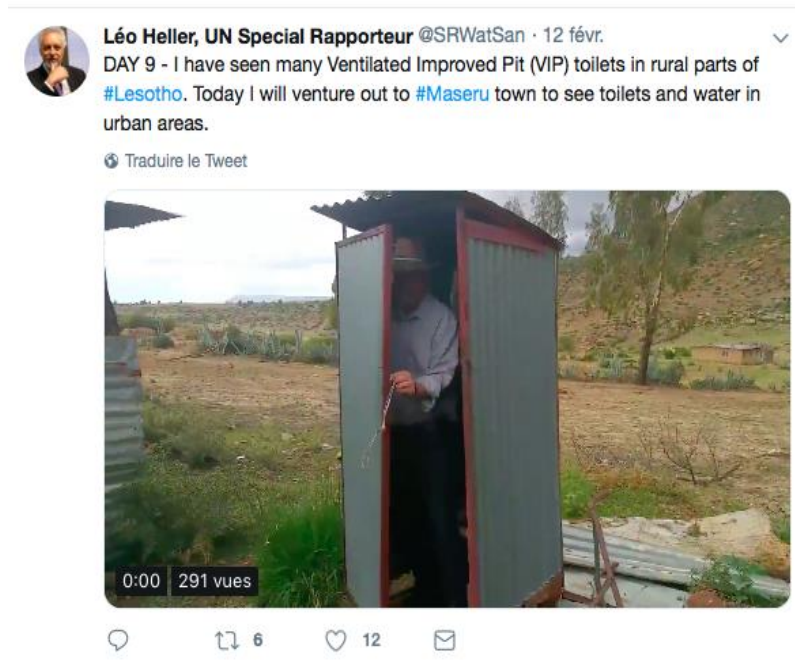 Léo Heller, UN Special Rapporteur @SRWatSan · 12 févr.
DAY 9 - I have seen many Ventilated Improved Pit (VIP) toilets in rural parts of
#Lesotho. Today I will venture out to #Maseru town to see toilets and water in
urban areas.
Traduire le Tweet
0:00 291 vues
6 12